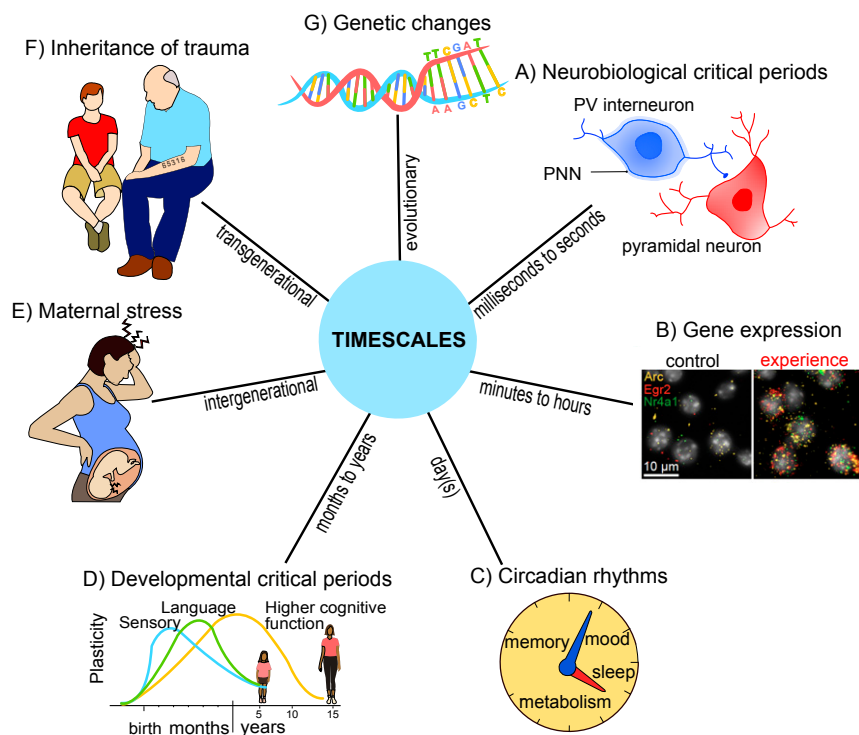 G) Genetic changes
T T C G A T
A A G C T C
F) Inheritance of trauma
65316
A) Neurobiological critical periods
PV interneuron
PNN
pyramidal neuron
evolutionary
transgenerational
milliseconds to seconds
TIMESCALES
E) Maternal stress
intergenerational
minutes to hours
B) Gene expression
control
experience
Arc
Egr2
Nr4a1
10 µm
months to years
day(s)
D) Developmental critical periods
Plasticity
Sensory
Language
Higher cognitive
function
5
10
15
birth months years
C) Circadian rhythms
memory
mood
sleep
metabolism